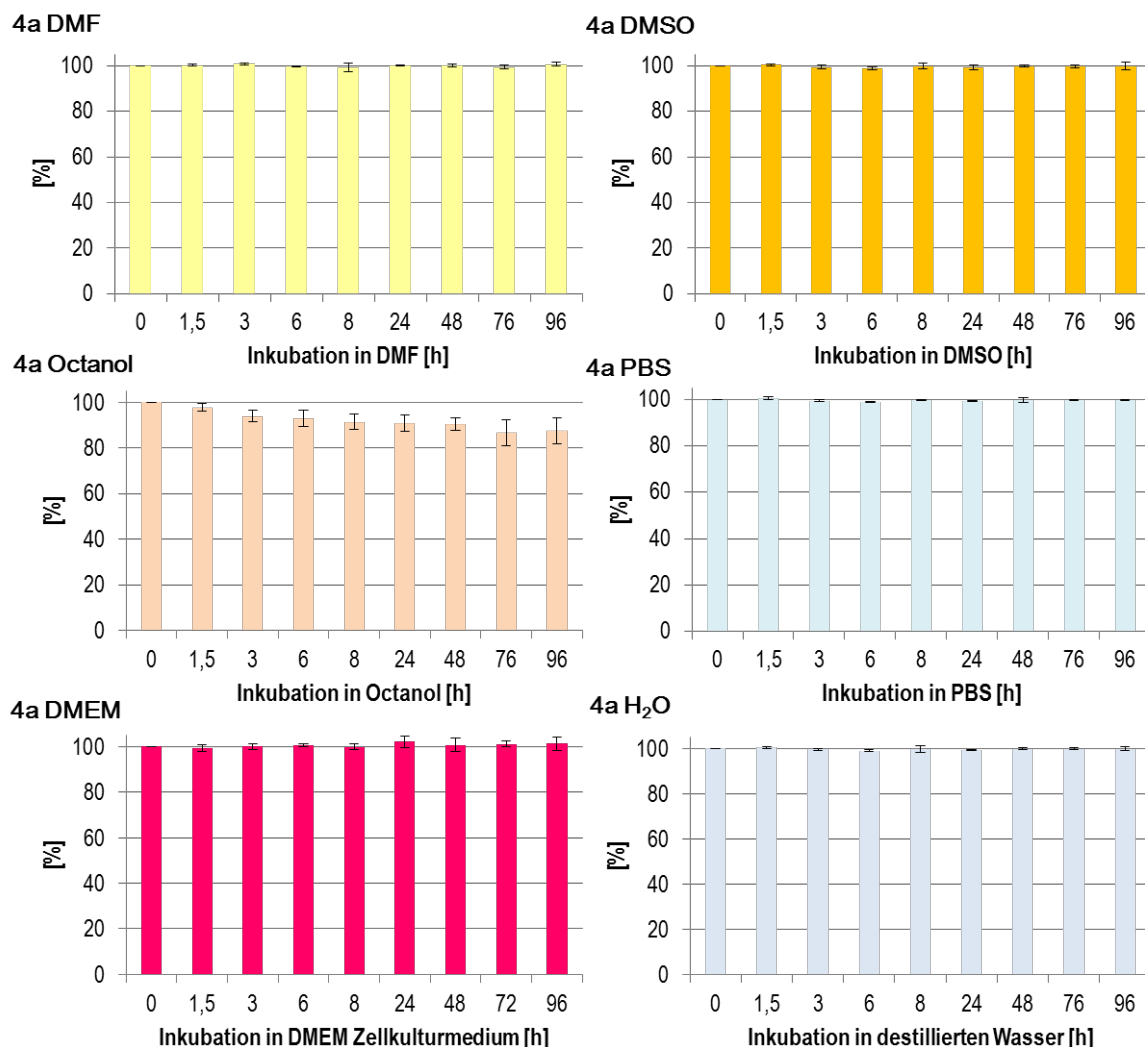 4a DMF
100
80
60
40
20
0
[%]
0 1,5 3 6 8 24 48 76 96
Inkubation in DMF [h]
4a DMSO
100
80
60
40
20
0
[%]
0 1,5 3 6 8 24 48 76 96
Inkubation in DMSO [h]
4a Octanol
100
80
60
40
20
0
[%]
0 1,5 3 6 8 24 48 76 96
Inkubation in Octanol [h]
4a PBS
100
80
60
40
20
0
[%]
0 1,5 3 6 8 24 48 76 96
Inkubation in PBS [h]
4a DMEM
100
80
60
40
20
0
[%]
0 1,5 3 6 8 24 48 72 96
Inkubation in DMEM Zellkulturmedium [h]
4a H₂O
100
80
60
40
20
0
[%]
0 1,5 3 6 8 24 48 76 96
Inkubation in destillierten Wasser [h]